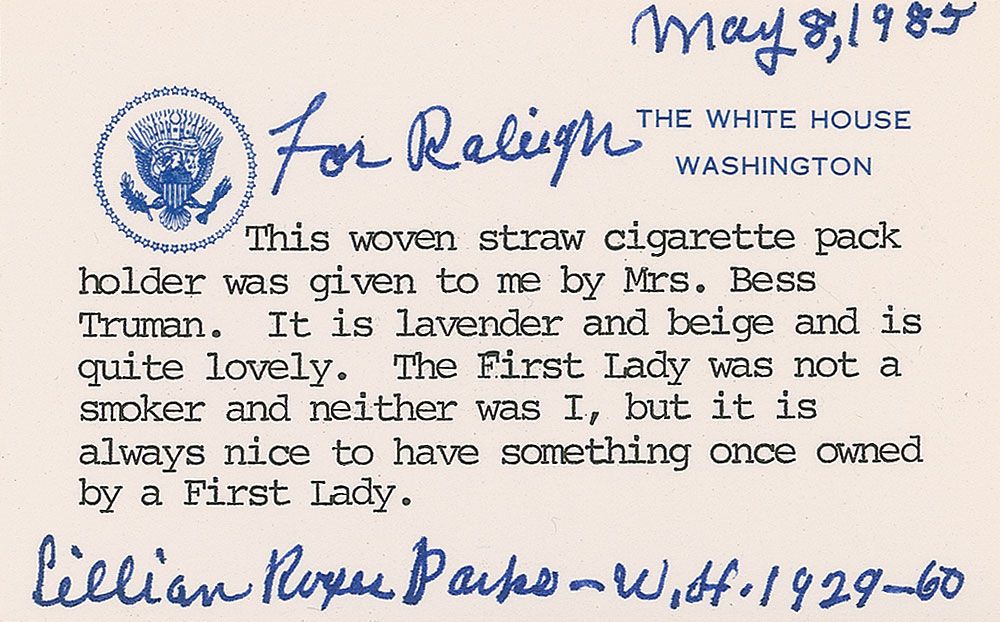 May 8, 1985
For Raleigh
THE WHITE HOUSE
WASHINGTON
This woven straw cigarette pack
holder was given to me by Mrs. Bess
Truman. It is lavender and beige and is
quite lovely. The First Lady was not a
smoker and neither was I, but it is
always nice to have something once owned
by a First Lady.
Lillian Rogers Parks - W.H. 1929-60